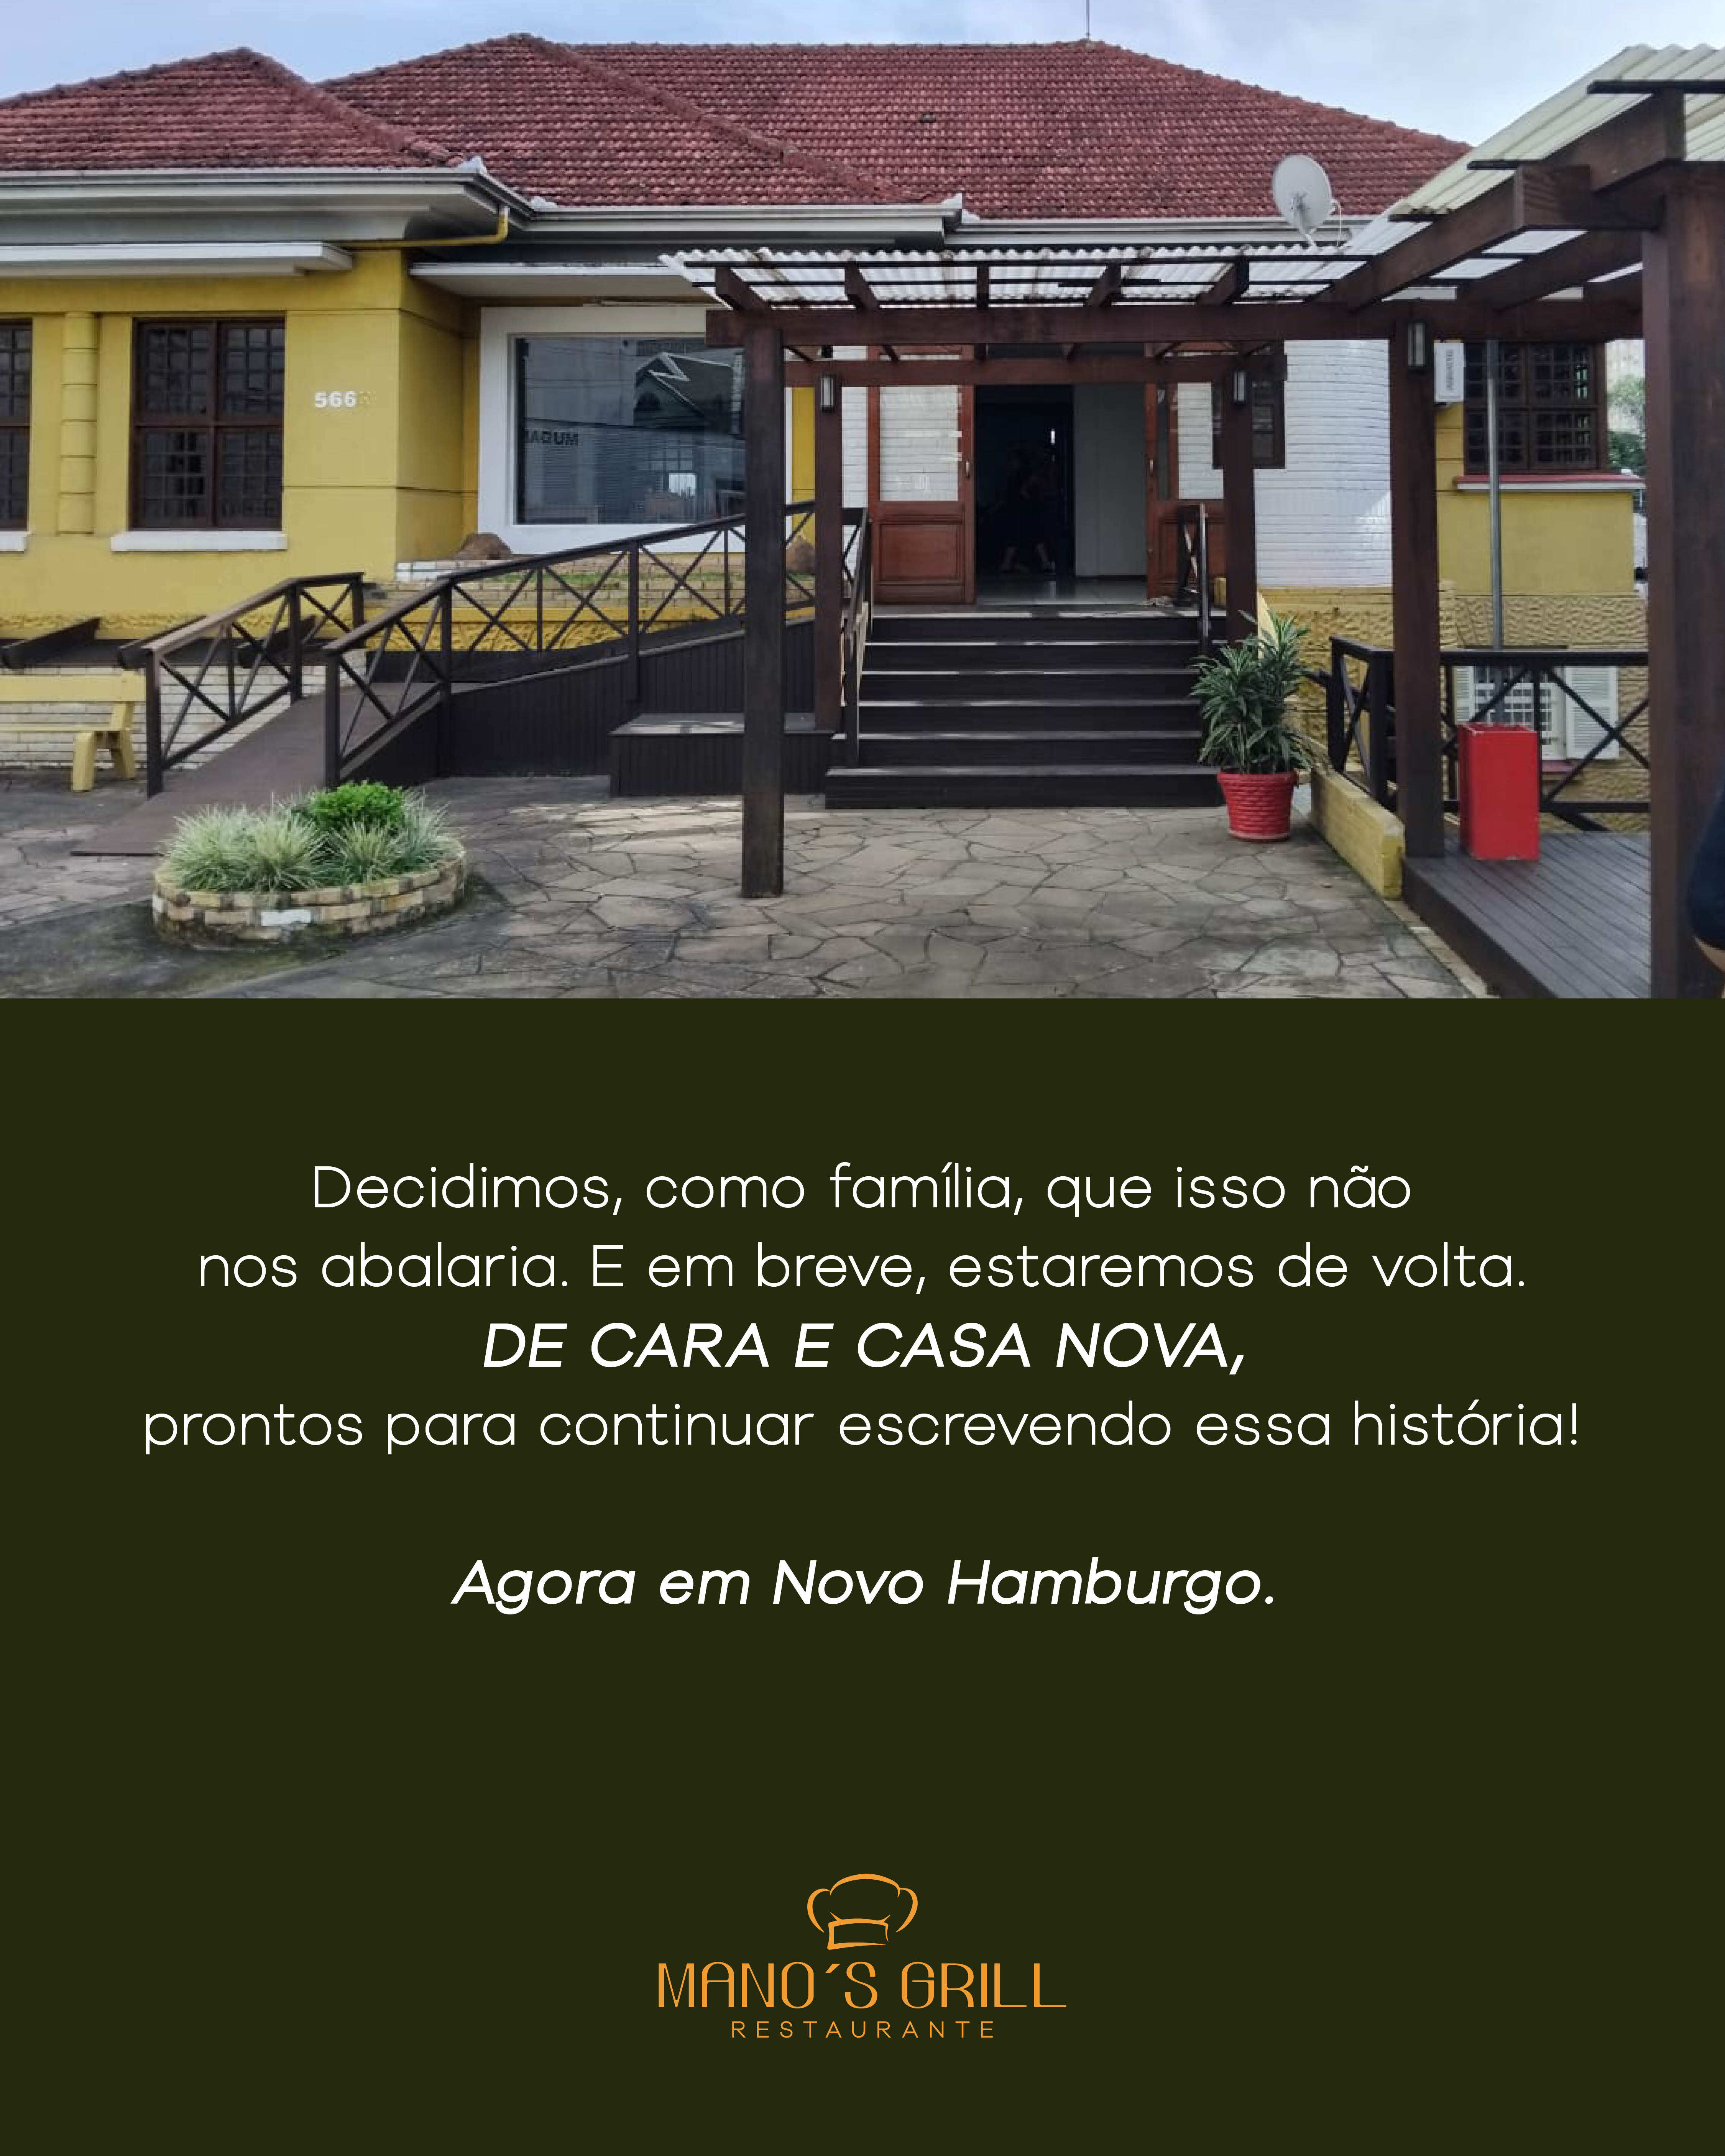 566
Decidimos, como família, que isso não
nos abalaria. E em breve, estaremos de volta.
DE CARA E CASA NOVA,
prontos para continuar escrevendo essa história!
Agora em Novo Hamburgo.
MANO´S GRILL
RESTAURANTE